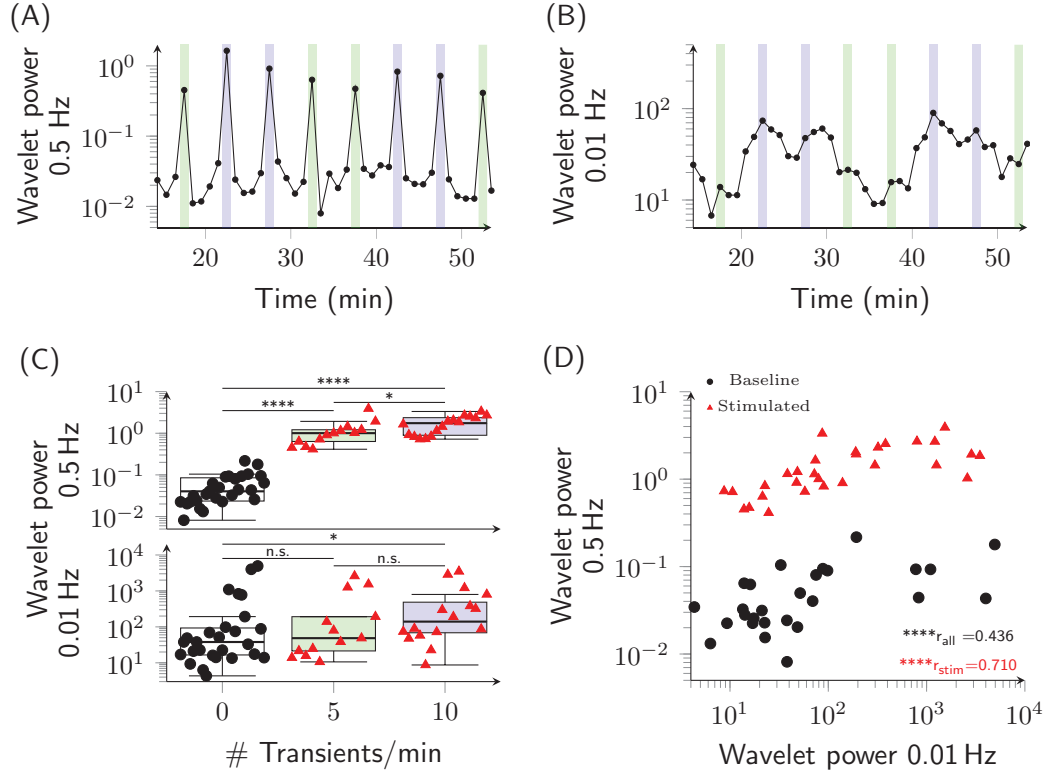 (A)
Wavelet power
0.5 Hz
10^0
10^-1
10^-2
20
30
40
50
Time (min)
(B)
Wavelet power
0.01 Hz
10^2
10^1
20
30
40
50
Time (min)
(C)
Wavelet power
0.5 Hz
10^1
10^0
10^-1
10^-2
****
****
*
Wavelet power
0.01 Hz
10^4
10^3
10^2
10^1
*
n.s.
n.s.
0
5
10
# Transients/min
(D)
Baseline
Stimulated
Wavelet power
0.5 Hz
10^1
10^0
10^-1
10^-2
****r_all =0.436
****r_stim=0.710
10^1
10^2
10^3
10^4
Wavelet power 0.01 Hz